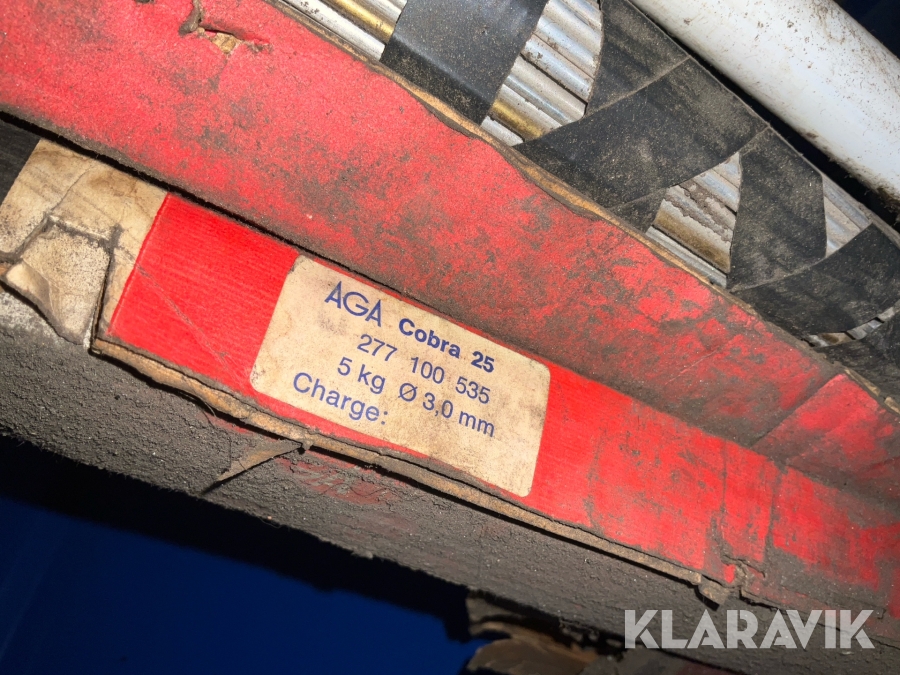 AGA Cobra 25
277 100 535
5 kg Ø 3,0 mm
Charge:
KLARAVIK